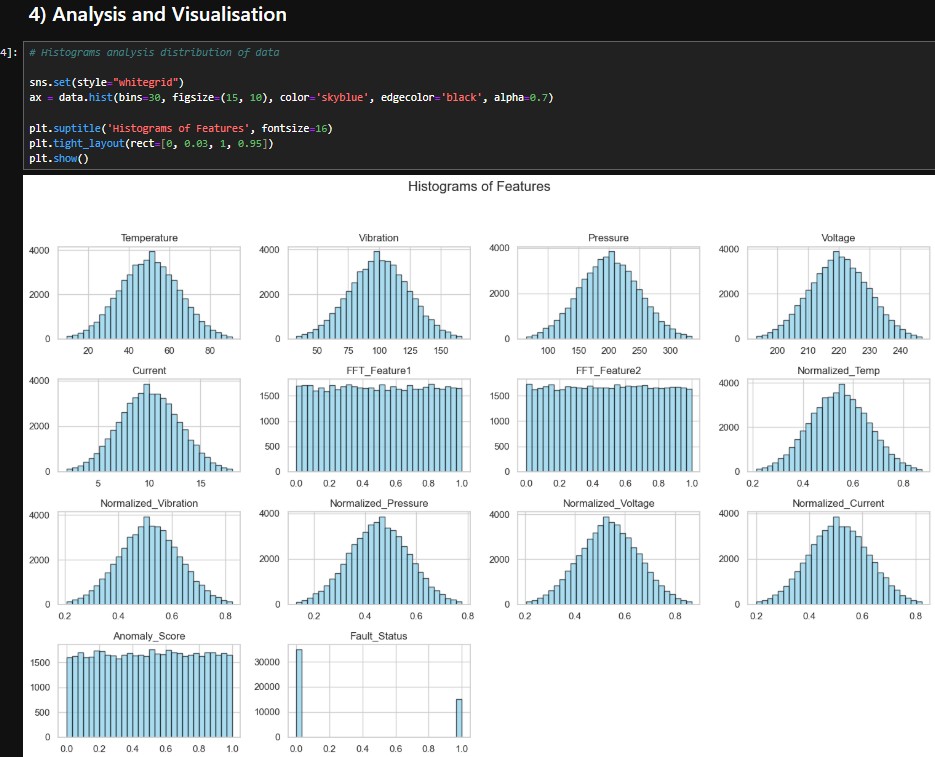 4) Analysis and Visualisation
4]:
# Histograms analysis distribution of data
sns.set(style="whitegrid")
ax = data.hist(bins=30, figsize=(15, 10), color='skyblue', edgecolor='black', alpha=0.7)
plt.suptitle('Histograms of Features', fontsize=16)
plt.tight_layout(rect=[0, 0.03, 1, 0.95])
plt.show()
Histograms of Features
Temperature
4000
2000
0
20 40 60 80
Vibration
4000
2000
0
50 75 100 125 150
Pressure
4000
2000
0
100 150 200 250 300
Voltage
4000
2000
0
200 210 220 230 240
Current
4000
2000
0
5 10 15
FFT_Feature1
1500
1000
500
0
0.0 0.2 0.4 0.6 0.8 1.0
FFT_Feature2
1500
1000
500
0
0.0 0.2 0.4 0.6 0.8 1.0
Normalized_Temp
4000
2000
0
0.2 0.4 0.6 0.8
Normalized_Vibration
4000
2000
0
0.2 0.4 0.6 0.8
Normalized_Pressure
4000
2000
0
0.2 0.4 0.6 0.8
Normalized_Voltage
4000
2000
0
0.2 0.4 0.6 0.8
Normalized_Current
4000
2000
0
0.2 0.4 0.6 0.8
Anomaly_Score
1500
1000
500
0
0.0 0.2 0.4 0.6 0.8 1.0
Fault_Status
30000
20000
10000
0
0.0 0.2 0.4 0.6 0.8 1.0